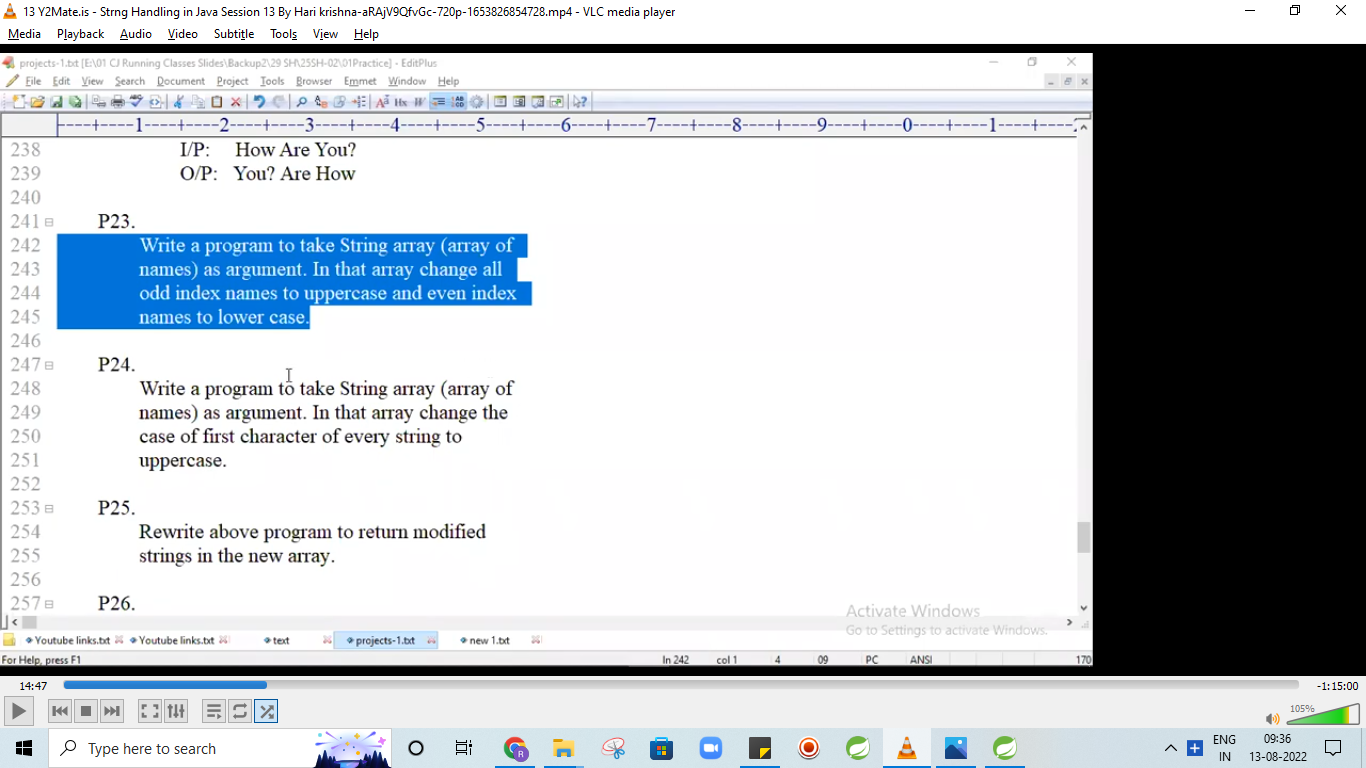 13 Y2Mate.is - Strng Handling in Java Session 13 By Hari krishna-aRAjV9QfvGc-720p-1653826854728.mp4 - VLC media player
Media Playback Audio Video Subtitle Tools View Help
projects-1.txt [E:\01 CJ Running Classes Slides\Backup2\29 SH\25SH-02\01Practice] - EditPlus
File Edit View Search Document Project Tools Browser Emmet Window Help
----+----1----+----2----+----3----+----4----+----5----+----6----+----7----+----8----+----9----+----0----+----1----+----2
238 I/P: How Are You?
239 O/P: You? Are How
240
241 P23.
242 Write a program to take String array (array of
243 names) as argument. In that array change all
244 odd index names to uppercase and even index
245 names to lower case.
246
247 P24.
248 Write a program to take String array (array of
249 names) as argument. In that array change the
250 case of first character of every string to
251 uppercase.
252
253 P25.
254 Rewrite above program to return modified
255 strings in the new array.
256
257 P26.
Activate Windows
Go to Settings to activate Windows.
Youtube links.txt Youtube links.txt text projects-1.txt new 1.txt
For Help, press F1 ln 242 col 1 4 09 PC ANSI 170
14:47 -1:15:00
105%
Type here to search
ENG 09:36
IN 13-08-2022